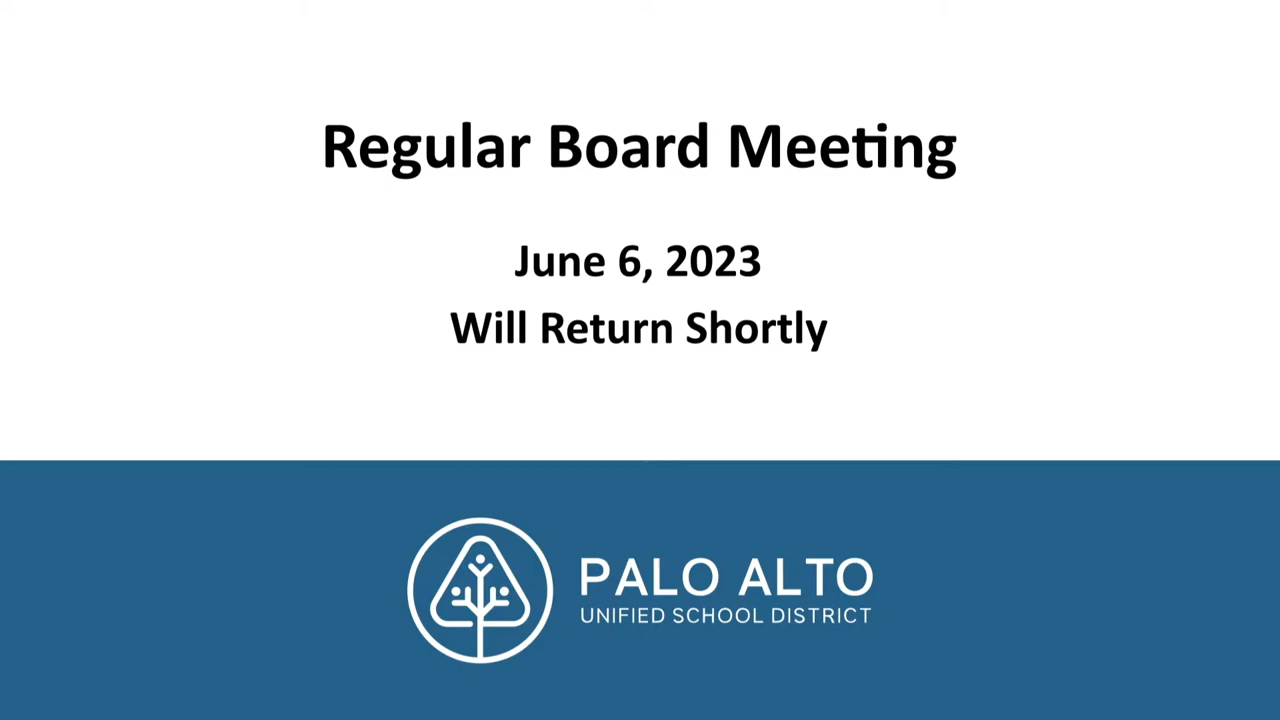 Regular Board Meeting
June 6, 2023
Will Return Shortly
PALO ALTO
UNIFIED SCHOOL DISTRICT